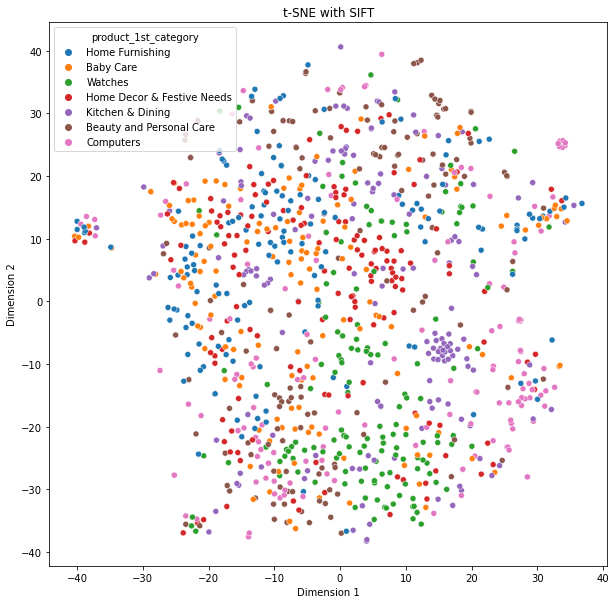 t-SNE with SIFT
product_1st_category
Home Furnishing
Baby Care
Watches
Home Decor & Festive Needs
Kitchen & Dining
Beauty and Personal Care
Computers
40
30
20
10
0
−10
−20
−30
−40
Dimension 2
−40 −30 −20 −10 0 10 20 30 40
Dimension 1